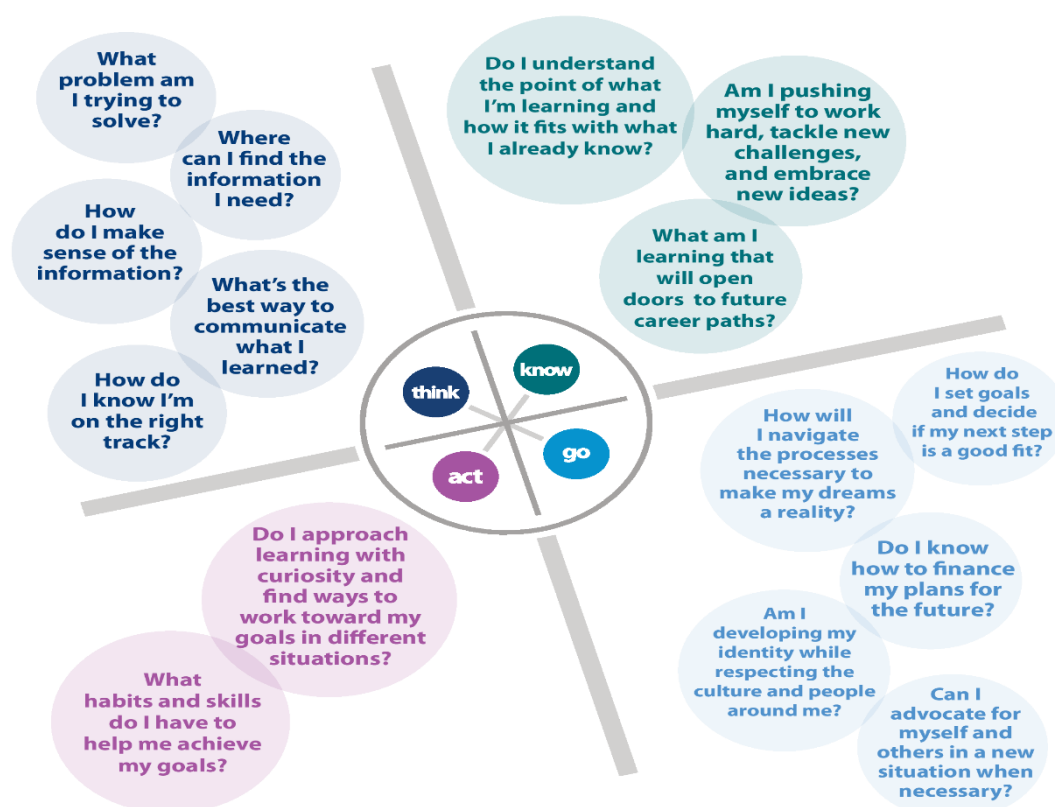 What
problem am
I trying to
solve?
Where
can I find the
information
I need?
How
do I make
sense of the
information?
What's the
best way to
communicate
what I
learned?
How do
I know I'm
on the right
track?
Do I understand
the point of what
I'm learning and
how it fits with what
I already know?
Am I pushing
myself to work
hard, tackle new
challenges,
and embrace
new ideas?
What am I
learning that
will open
doors to future
career paths?
think
know
act
go
How do
I set goals
and decide
if my next step
is a good fit?
How will
I navigate
the processes
necessary to
make my dreams
a reality?
Do I know
how to finance
my plans for
the future?
Am I
developing my
identity while
respecting the
culture and people
around me?
Can I
advocate for
myself and
others in a new
situation when
necessary?
Do I approach
learning with
curiosity and
find ways to
work toward my
goals in different
situations?
What
habits and skills
do I have to
help me achieve
my goals?